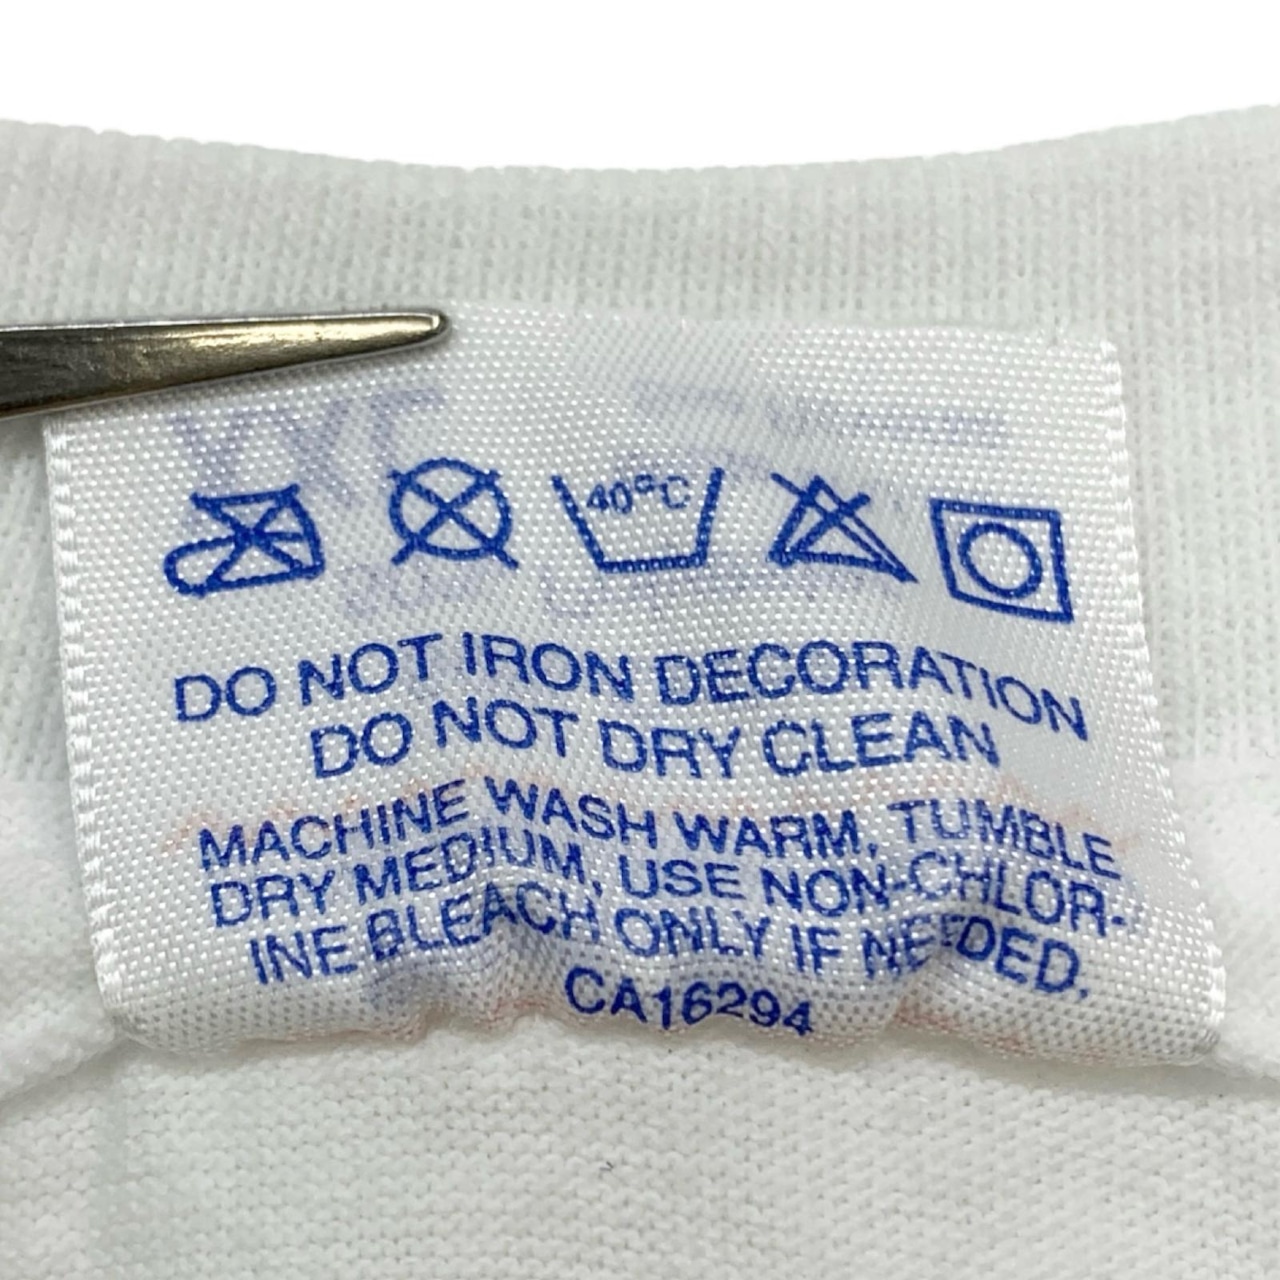 40°C
DO NOT IRON DECORATION
DO NOT DRY CLEAN
MACHINE WASH WARM, TUMBLE
DRY MEDIUM, USE NON-CHLOR-
INE BLEACH ONLY IF NEEDED.
CA16294